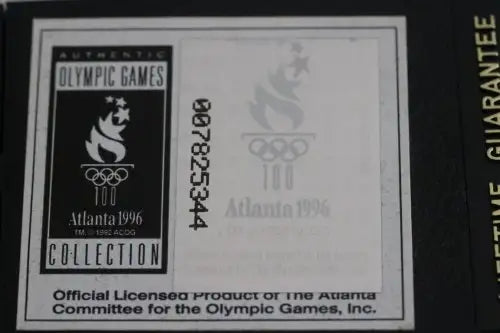 AUTHENTIC
OLYMPIC GAMES
100
Atlanta 1996
TM, © 1992 ACOG
COLLECTION
007825344
100
Atlanta 1996
Official Licensed Product of The Atlanta
Committee for the Olympic Games, Inc.
LIFETIME GUARANTEE